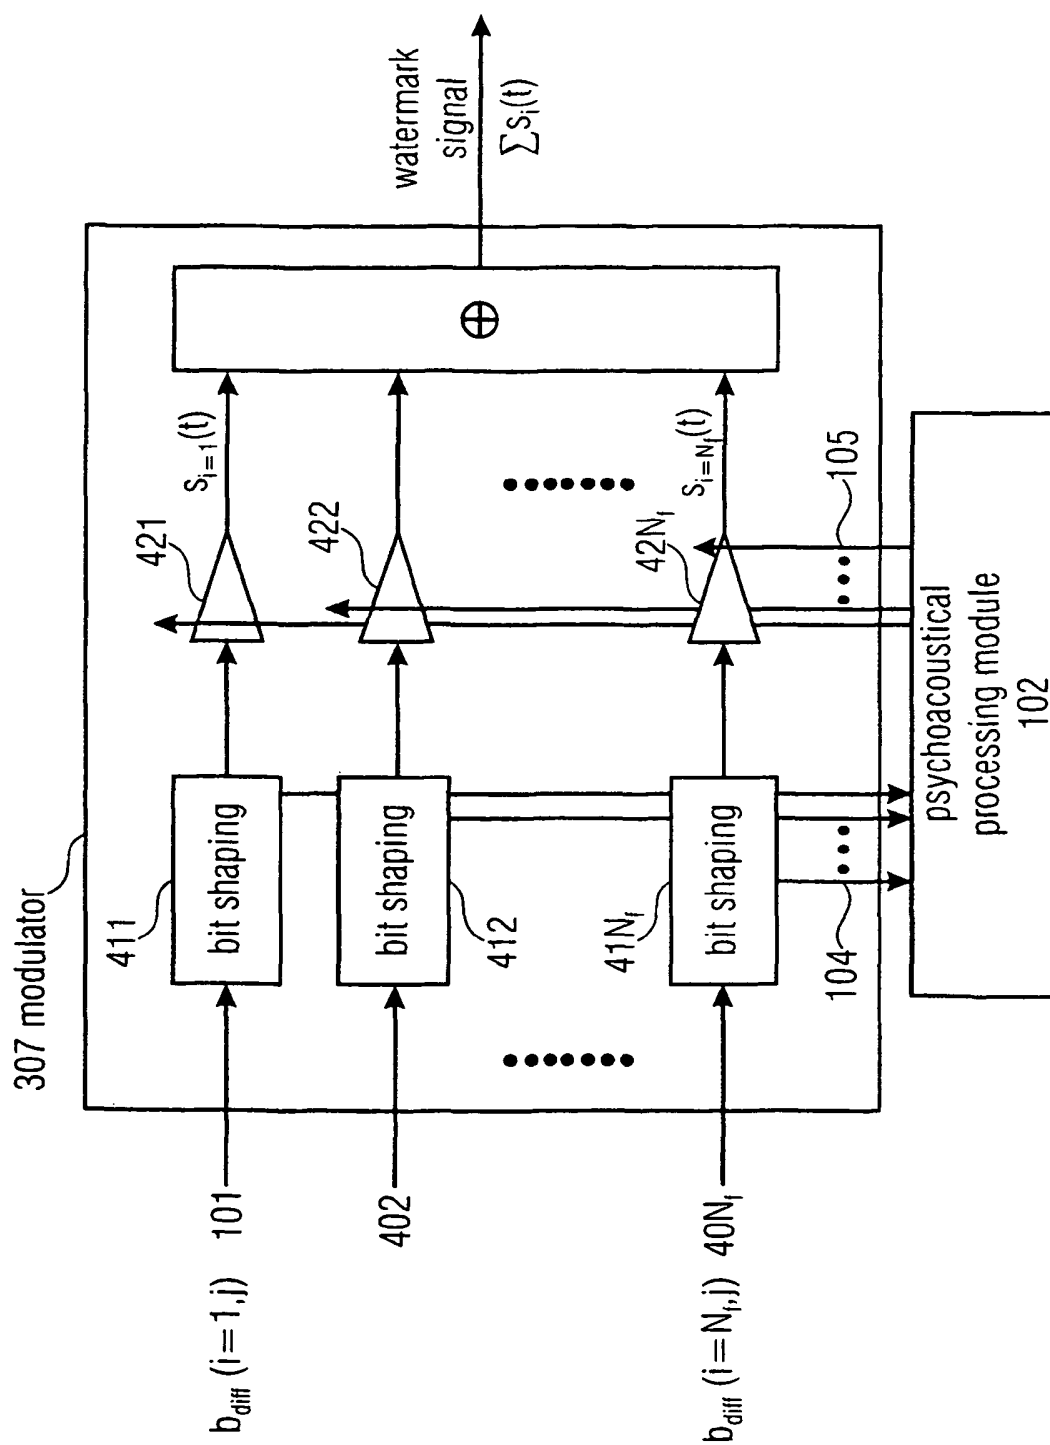 307 modulator
b_diff (i=1,j) 101
411
bit shaping
421
s_{i=1}(t)
watermark
signal
∑s_i(t)
⊕
402
bit shaping
412
422
b_diff (i=N_f,j) 40N_f
41N_f
bit shaping
42N_f
s_{i=N_f}(t)
104
105
psychoacoustical
processing module
102